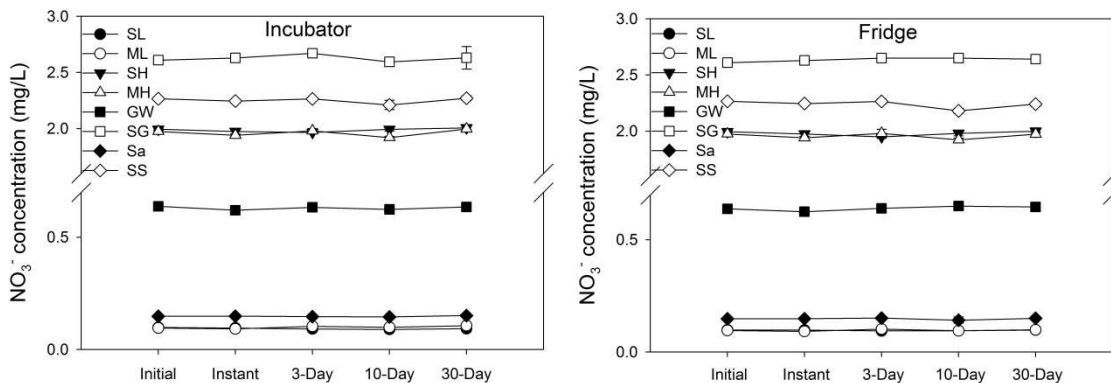 Incubator
NO3- concentration (mg/L)
3.0
2.5
2.0
0.5
0.0
SL
ML
SH
MH
GW
SG
Sa
SS
Initial Instant 3-Day 10-Day 30-Day
Fridge
NO3- concentration (mg/L)
3.0
2.5
2.0
0.5
0.0
SL
ML
SH
MH
GW
SG
Sa
SS
Initial Instant 3-Day 10-Day 30-Day